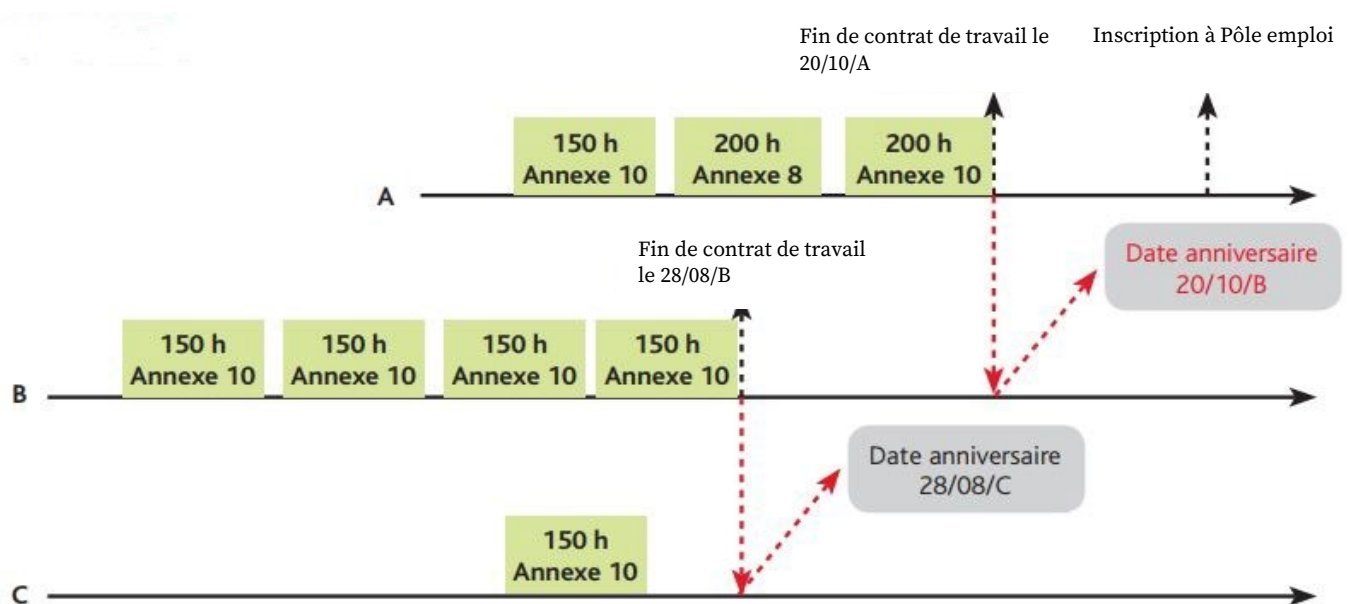 Fin de contrat de travail le
20/10/A
Inscription à Pôle emploi
150 h
Annexe 10
200 h
Annexe 8
200 h
Annexe 10
A
Fin de contrat de travail
le 28/08/B
Date anniversaire
20/10/B
150 h
Annexe 10
150 h
Annexe 10
150 h
Annexe 10
150 h
Annexe 10
B
Date anniversaire
28/08/C
150 h
Annexe 10
C